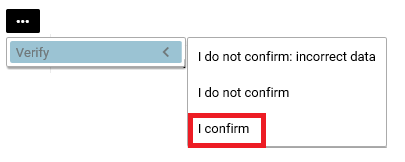 ...
Verify
I do not confirm: incorrect data
I do not confirm
I confirm